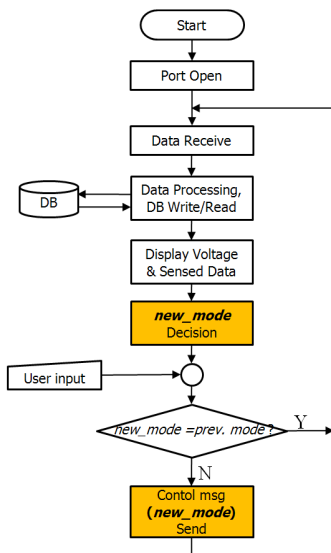 Start
Port Open
Data Receive
Data Processing,
DB Write/Read
DB
Display Voltage
& Sensed Data
new_mode
Decision
User input
new_mode =prev. mode?
Y
N
Contol msg
(new_mode)
Send